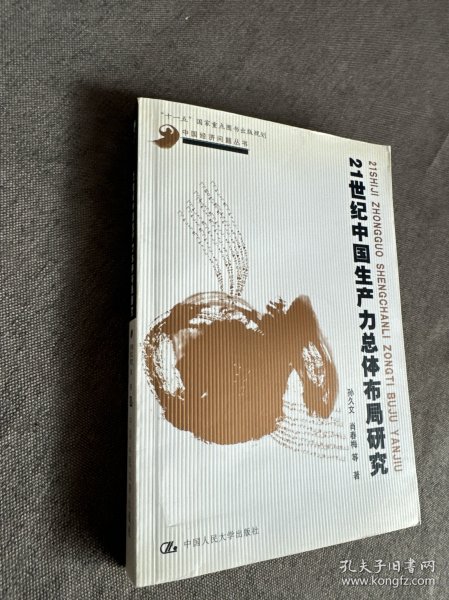 “十一五”国家重点图书出版规划
中国经济问题丛书
21SHIJI ZHONGGUO SHENGCHANLI ZONGTI BUJU YANJIU
21世纪中国生产力总体布局研究
孙久文 肖春梅 等 著
中国人民大学出版社
孔夫子旧书网
www.kongfz.com